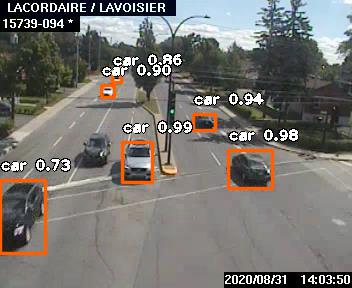 LACORDAIRE / LAVOISIER
15739-094 *
car 0.86
car 0.90
car 0.94
car 0.99
car 0.98
car 0.73
2020/08/31 14:03:50